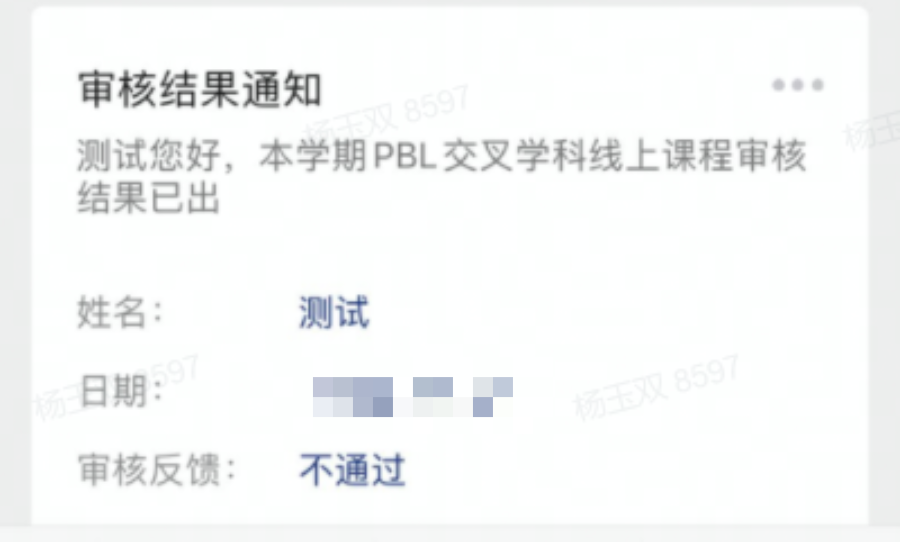 审核结果通知
测试您好，本学期PBL交叉学科线上课程审核
结果已出
姓名： 测试
日期：
审核反馈： 不通过
杨玉双 8597
杨玉
杨玉双 8597
杨玉双 8597